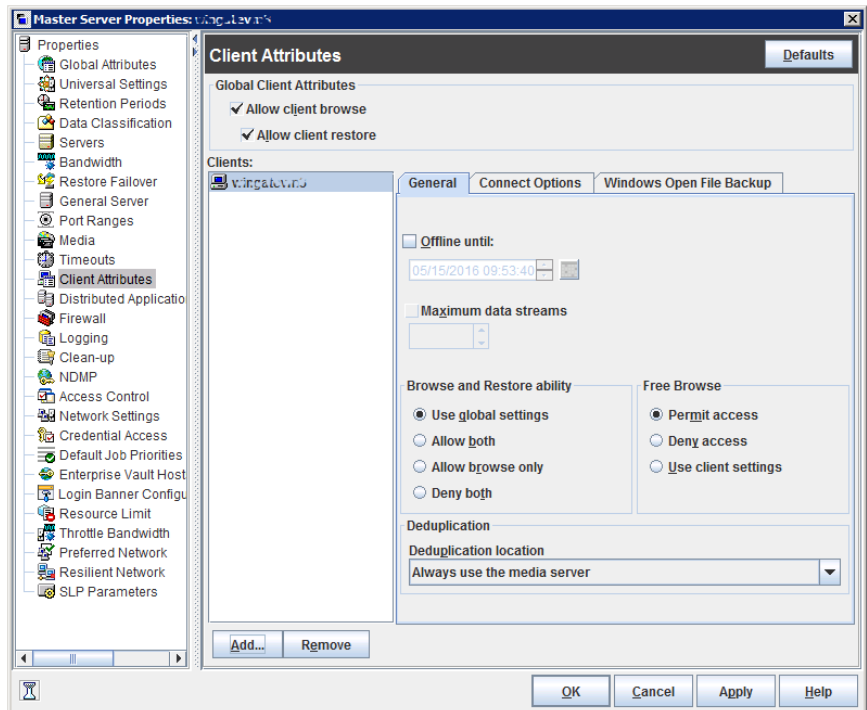 Master Server Properties:
Properties
Global Attributes
Universal Settings
Retention Periods
Data Classification
Servers
Bandwidth
Restore Failover
General Server
Port Ranges
Media
Timeouts
Client Attributes
Distributed Applicatio
Firewall
Logging
Clean-up
NDMP
Access Control
Network Settings
Credential Access
Default Job Priorities
Enterprise Vault Host
Login Banner Configu
Resource Limit
Throttle Bandwidth
Preferred Network
Resilient Network
SLP Parameters
Client Attributes
Defaults
Global Client Attributes
Allow client browse
Allow client restore
Clients:
General Connect Options Windows Open File Backup
Offline until:
05/15/2016 09:53:40
Maximum data streams
Browse and Restore ability
Use global settings
Allow both
Allow browse only
Deny both
Free Browse
Permit access
Deny access
Use client settings
Deduplication
Deduplication location
Always use the media server
Add... Remove
OK Cancel Apply Help